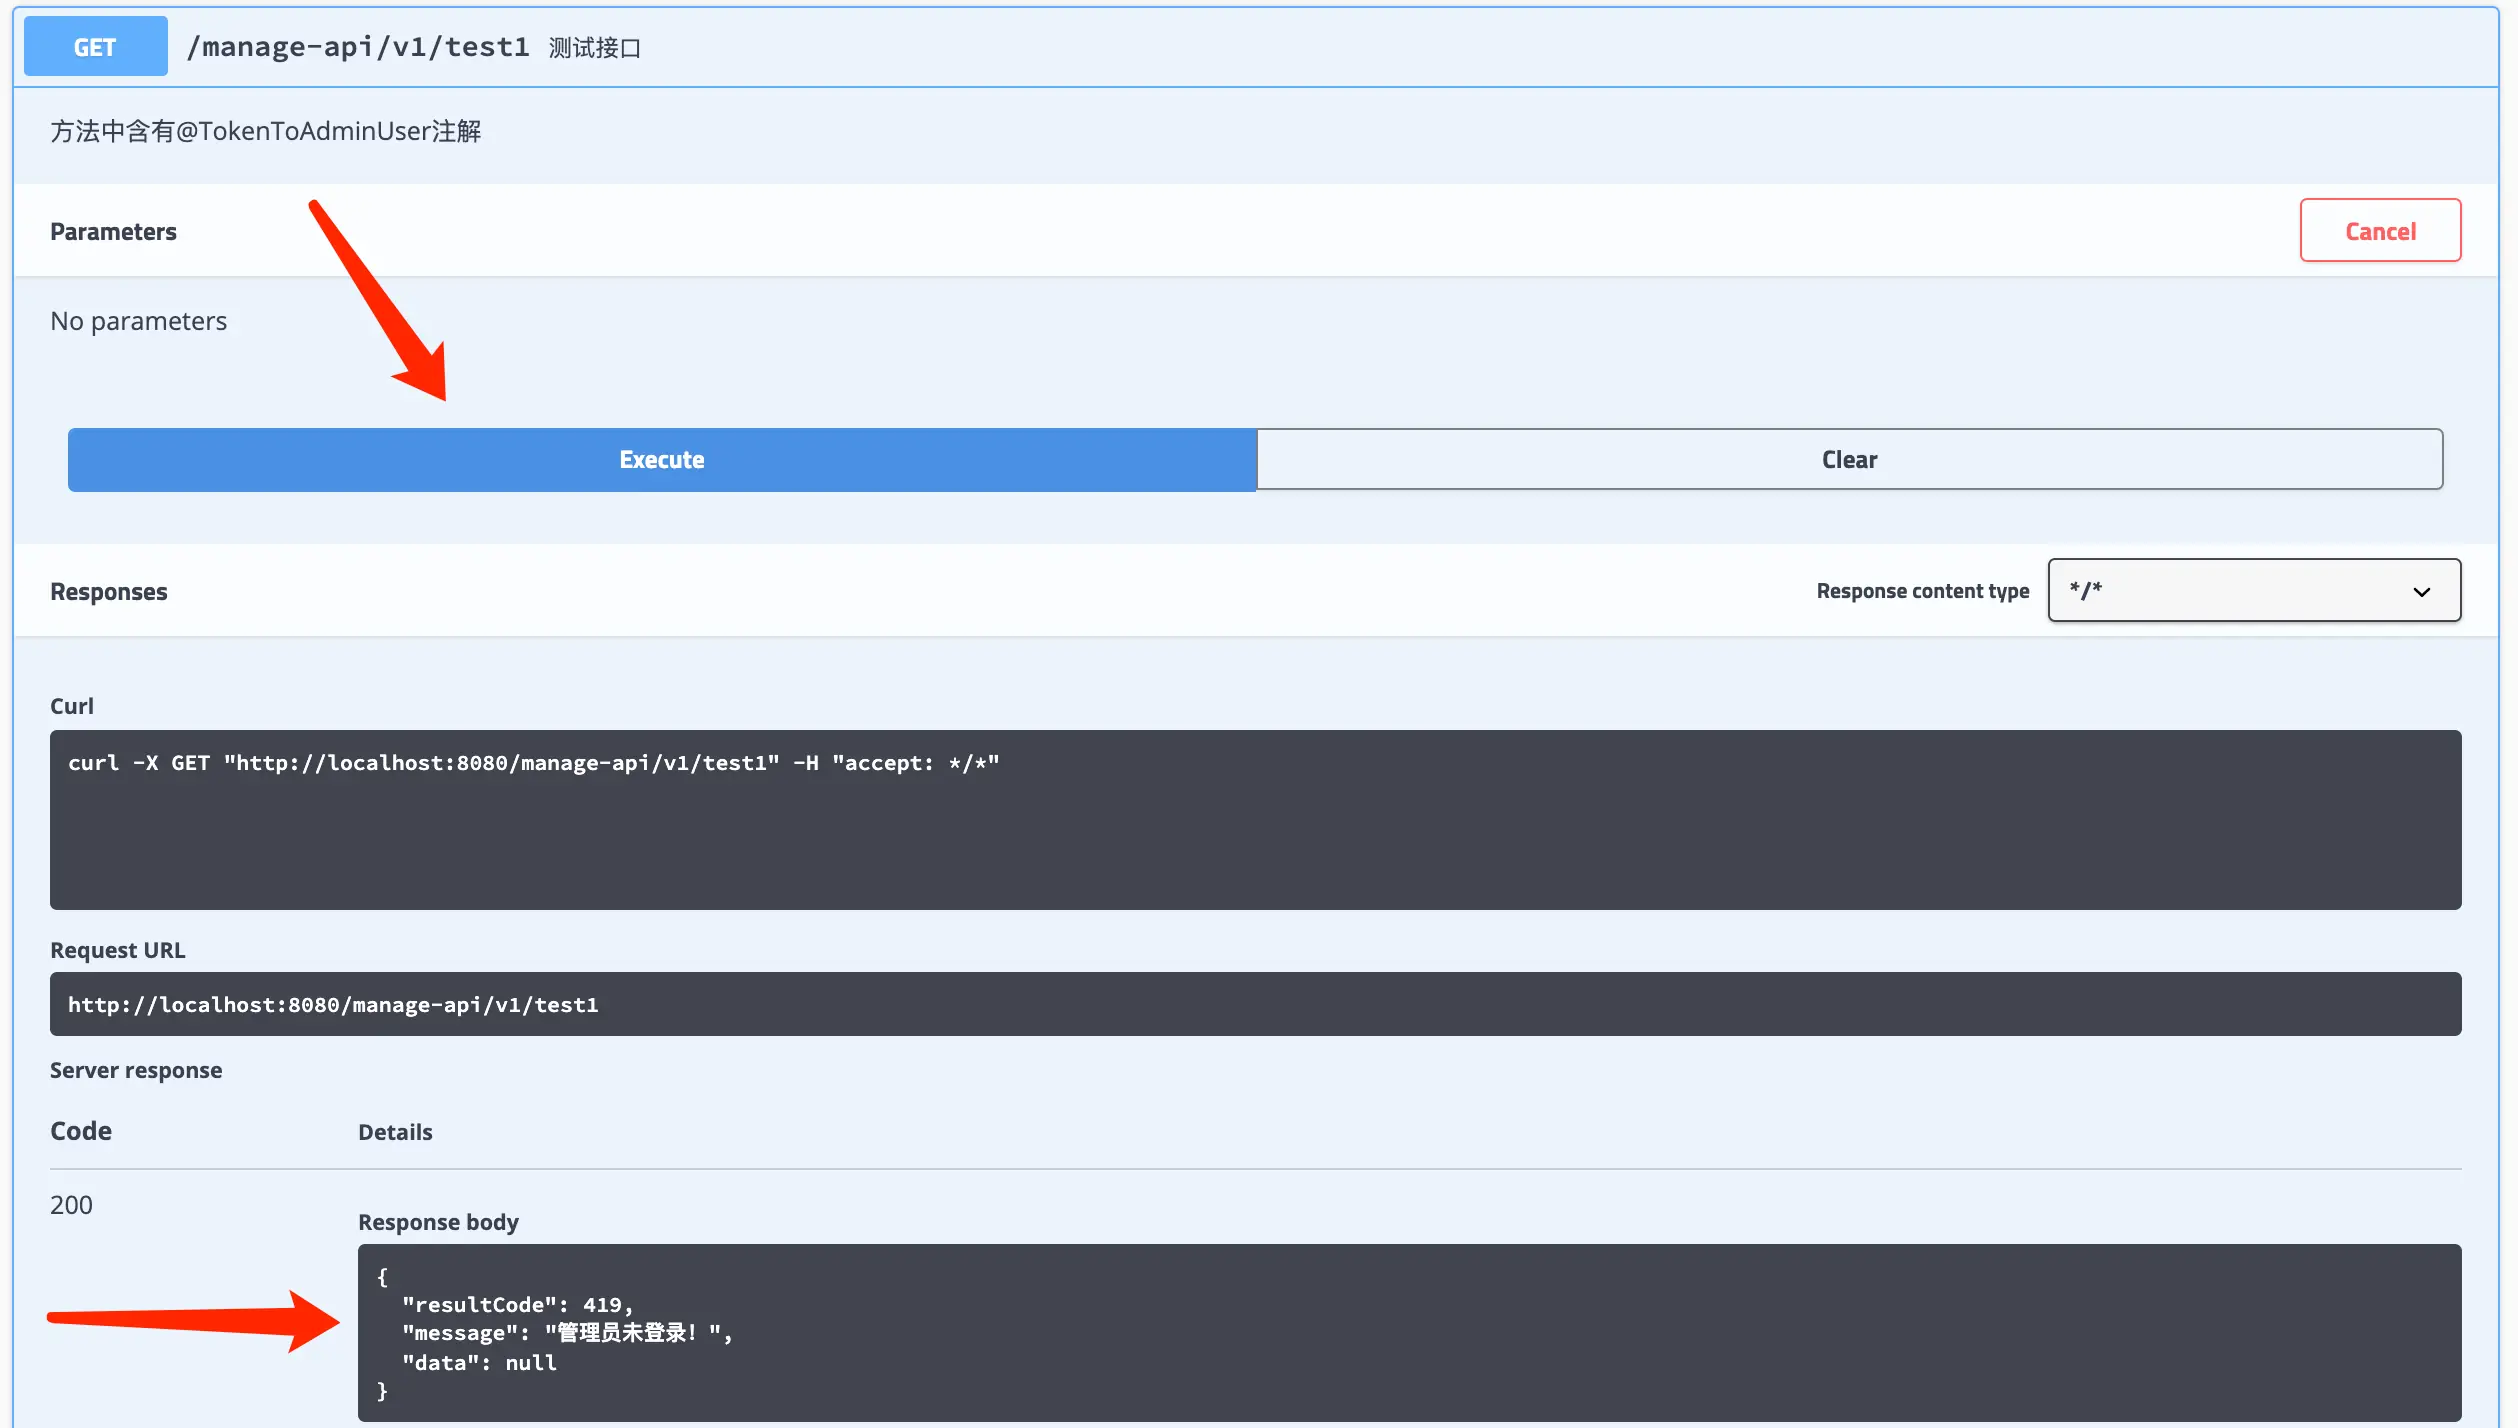 GET /manage-api/v1/test1 测试接口
方法中含有@TokenToAdminUser注解
Parameters
Cancel
No parameters
Execute
Clear
Responses
Response content type
*/*
Curl
curl -X GET "http://localhost:8080/manage-api/v1/test1" -H "accept: */*"
Request URL
http://localhost:8080/manage-api/v1/test1
Server response
Code
Details
200
Response body
{
  "resultCode": 419,
  "message": "管理员未登录！",
  "data": null
}